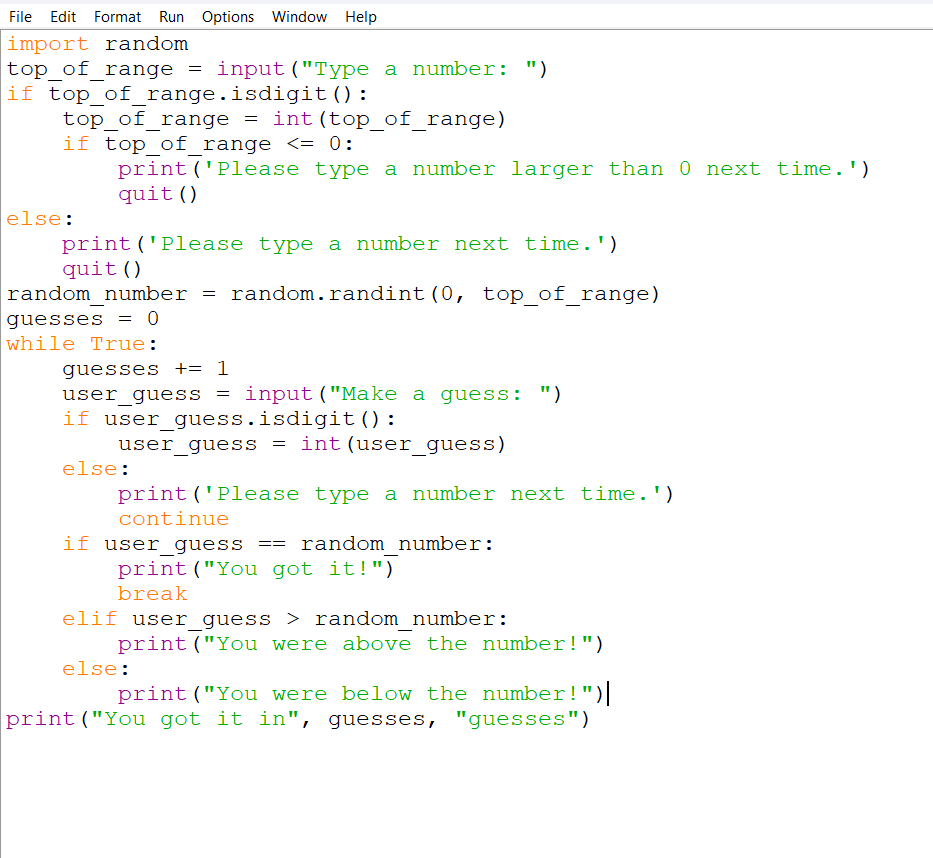 File Edit Format Run Options Window Help
import random
top_of_range = input("Type a number: ")
if top_of_range.isdigit():
    top_of_range = int(top_of_range)
    if top_of_range <= 0:
        print('Please type a number larger than 0 next time.')
        quit()
else:
    print('Please type a number next time.')
    quit()
random_number = random.randint(0, top_of_range)
guesses = 0
while True:
    guesses += 1
    user_guess = input("Make a guess: ")
    if user_guess.isdigit():
        user_guess = int(user_guess)
    else:
        print('Please type a number next time.')
        continue
    if user_guess == random_number:
        print("You got it!")
        break
    elif user_guess > random_number:
        print("You were above the number!")
    else:
        print("You were below the number!")
print("You got it in", guesses, "guesses")